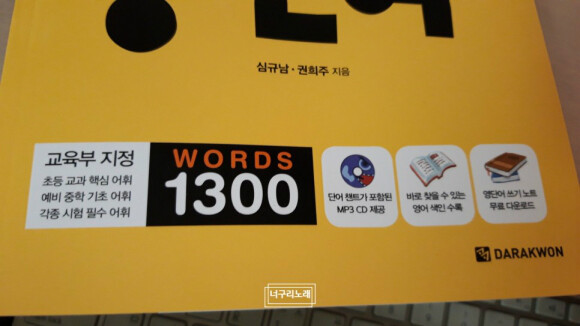 영단어
심규남 · 권희주 지음
교육부 지정
초등 교과 핵심 어휘
예비 중학 기초 어휘
각종 시험 필수 어휘
WORDS
1300
단어 챈트가 포함된
MP3 CD 제공
바로 찾을 수 있는
영어 색인 수록
영단어 쓰기 노트
무료 다운로드
DARAKWON
너구리노래